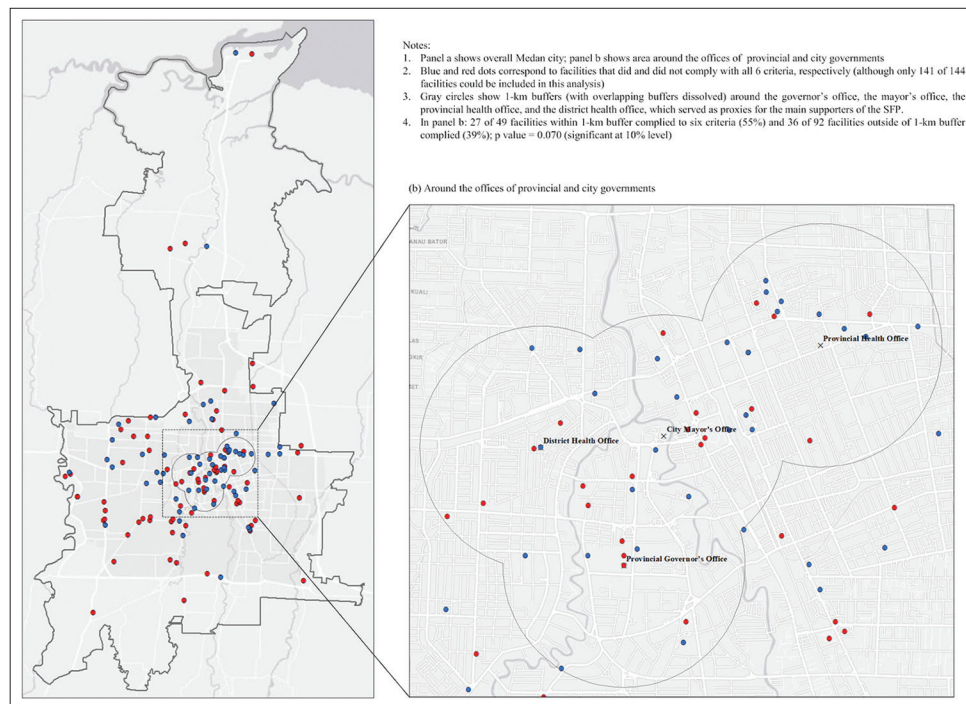 Notes:
1. Panel a shows overall Medan city; panel b shows area around the offices of provincial and city governments
2. Blue and red dots correspond to facilities that did and did not comply with all 6 criteria, respectively (although only 141 of 144
facilities could be included in this analysis)
3. Gray circles show 1-km buffers (with overlapping buffers dissolved) around the governor's office, the mayor's office, the
provincial health office, and the district health office, which served as proxies for the main supporters of the SFP.
4. In panel b: 27 of 49 facilities within 1-km buffer complied to six criteria (55%) and 36 of 92 facilities outside of 1-km buffer
complied (39%); p value = 0.070 (significant at 10% level)
(b) Around the offices of provincial and city governments
ANAU BATUR
KUALI
Provincial Health Office
City Mayor's Office
District Health Office
Provincial Governor's Office